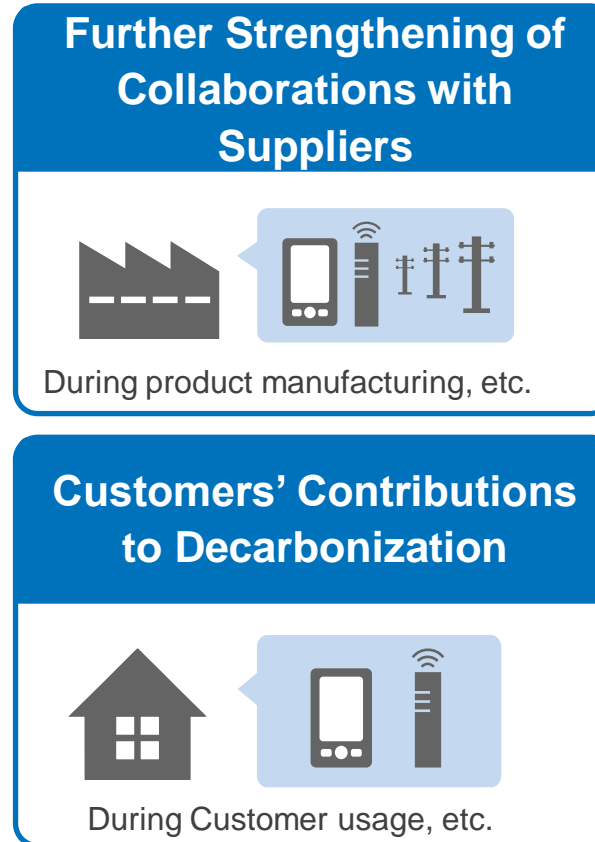 Further Strengthening of
Collaborations with
Suppliers
During product manufacturing, etc.
Customers’ Contributions
to Decarbonization
During Customer usage, etc.